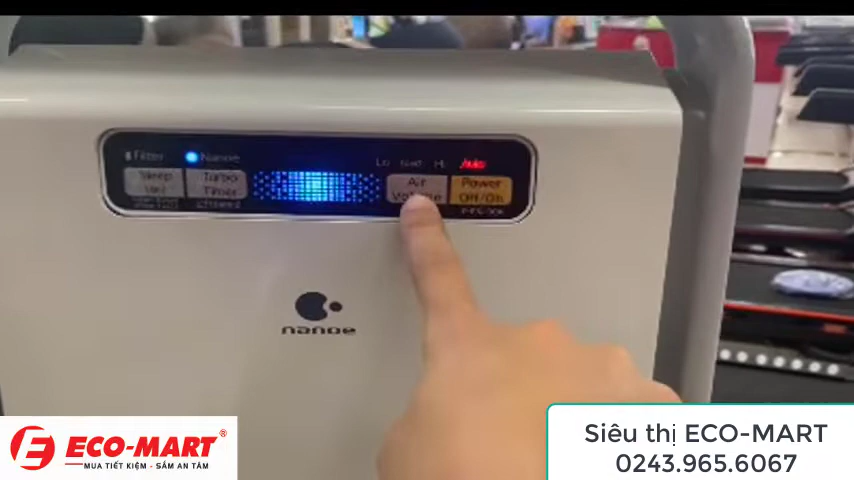 Filter
Nanoe
Lo
Hi
Auto
Sleep
Turbo
Timer
Air
Volume
Power
Off/On
nanoe
ECO-MART®
MUA TIẾT KIỆM - SẮM AN TÂM
Siêu thị ECO-MART
0243.965.6067